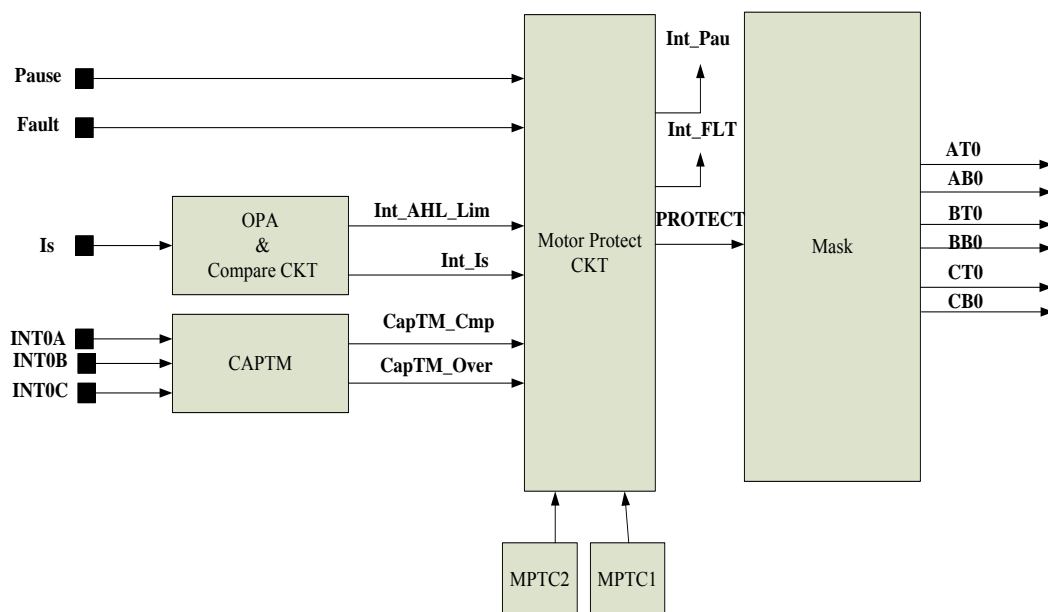 Pause
Fault
Is
INT0A
INT0B
INT0C
OPA
&
Compare CKT
CAPTM
Int_AHL_Lim
Int_Is
CapTM_Cmp
CapTM_Over
Motor Protect
CKT
MPTC2
MPTC1
Int_Pau
Int_FLT
PROTECT
Mask
AT0
AB0
BT0
BB0
CT0
CB0